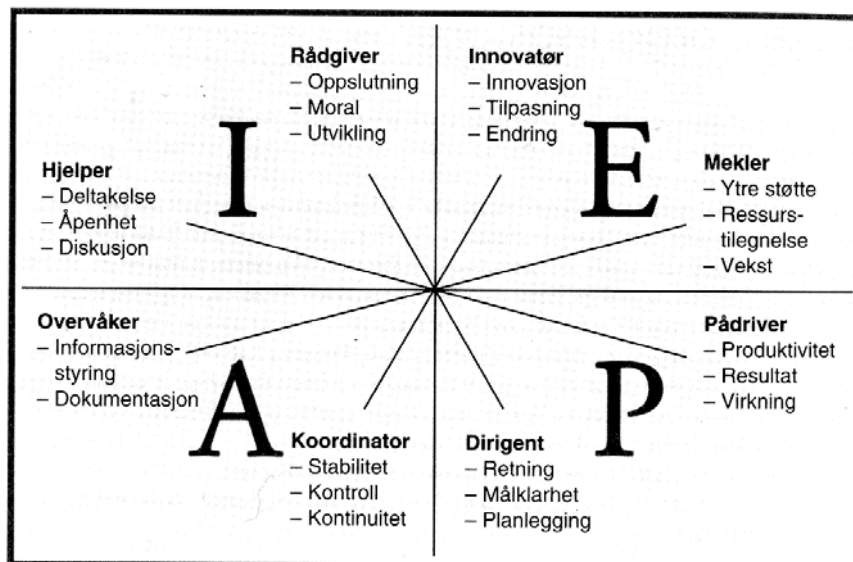 Rådgiver
– Oppslutning
– Moral
– Utvikling
I
Hjelper
– Deltakelse
– Åpenhet
– Diskusjon
Innovatør
– Innovasjon
– Tilpasning
– Endring
E
Mekler
– Ytre støtte
– Ressurs-
tilegnelse
– Vekst
Overvåker
– Informasjons-
styring
– Dokumentasjon
A
Koordinator
– Stabilitet
– Kontroll
– Kontinuitet
Pådriver
– Produktivitet
– Resultat
– Virkning
P
Dirigent
– Retning
– Målklarhet
– Planlegging